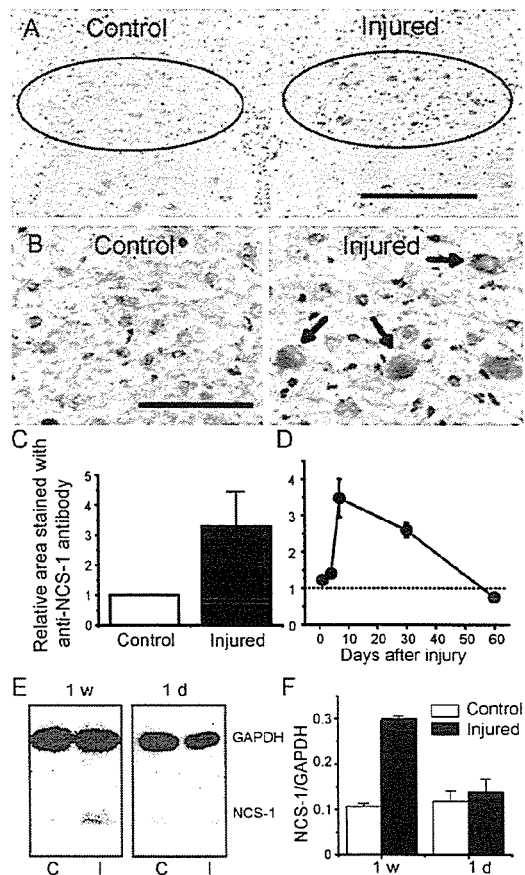 A
Control
Injured
B
Control
Injured
C
D
Relative area stained with
anti-NCS-1 antibody
5
4
3
2
1
0
Control
Injured
4
3
2
1
0
0 10 20 30 40 50 60
Days after injury
E
1 w
1 d
GAPDH
NCS-1
C I
C I
F
NCS-1/GAPDH
0.3
0.2
0.1
0
Control
Injured
1 w
1 d